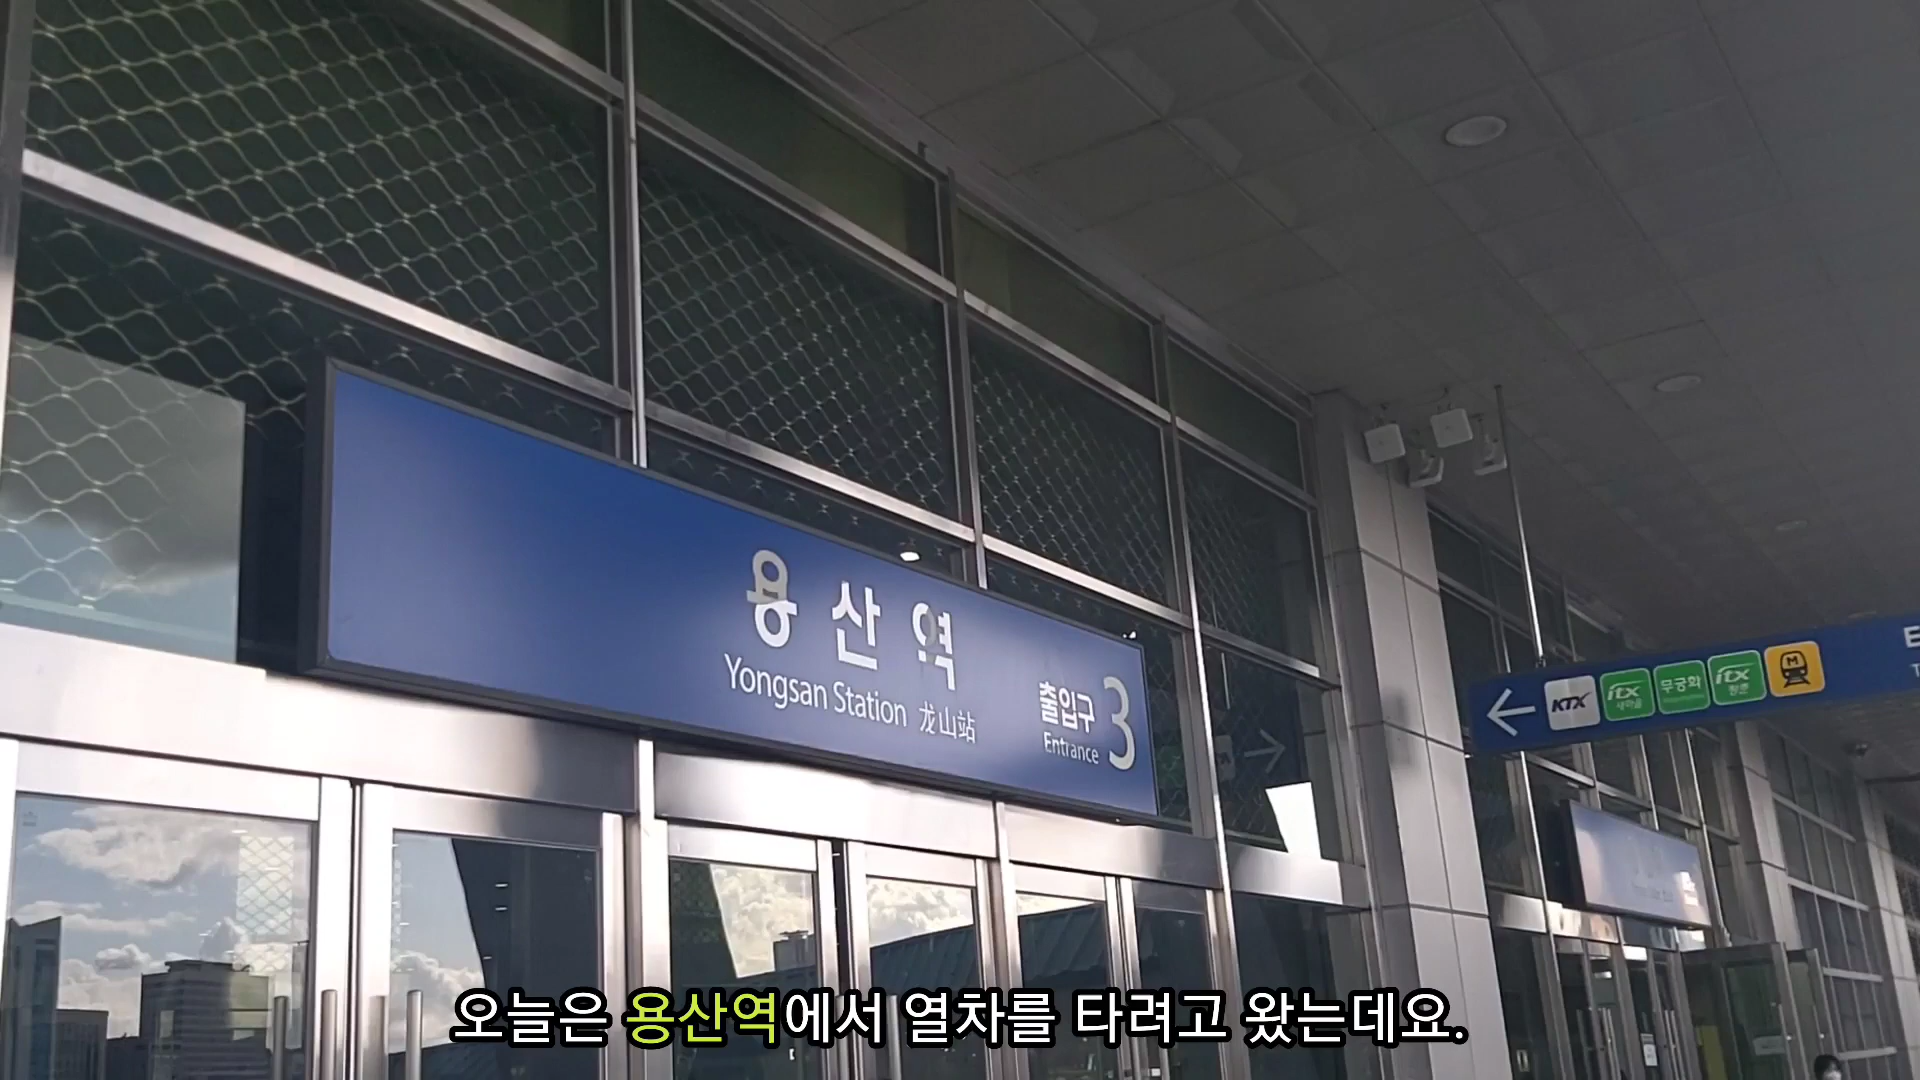 용산역
Yongsan Station 龙山站
출입구 3
Entrance
KTX
itx 새마을
무궁화
itx 청춘
M
오늘은 용산역에서 열차를 타려고 왔는데요.